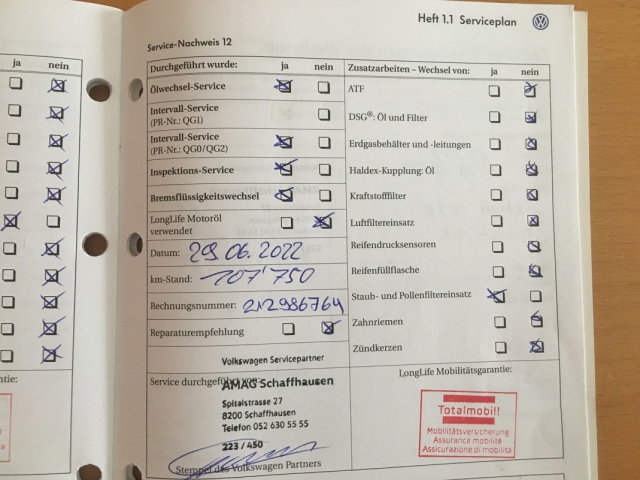 Heft 1.1 Serviceplan
ja nein
tie:
Service-Nachweis 12
Durchgeführt wurde: ja nein
Ölwechsel-Service
Intervall-Service
(PR-Nr.: QG1)
Intervall-Service
(PR-Nr.: QG0/QG2)
Inspektions-Service
Bremsflüssigkeitswechsel
LongLife Motoröl
verwendet
Datum: 29.06.2022
km-Stand: 107'750
Rechnungsnummer: 212986764
Reparaturempfehlung
Volkswagen Servicepartner
Service durchgeführt von:
AMAG Schaffhausen
Spitalstrasse 27
8200 Schaffhausen
Telefon 052 630 55 55
223 / 450
Stempel des Volkswagen Partners
Zusatzarbeiten – Wechsel von: ja nein
ATF
DSG®: Öl und Filter
Erdgasbehälter und -leitungen
Haldex-Kupplung: Öl
Kraftstofffilter
Luftfiltereinsatz
Reifendrucksensoren
Reifenfüllflasche
Staub- und Pollenfiltereinsatz
Zahnriemen
Zündkerzen
LongLife Mobilitätsgarantie:
Totalmobil!
Mobilitätsversicherung
Assurance mobilité
Assicurazione di mobilità